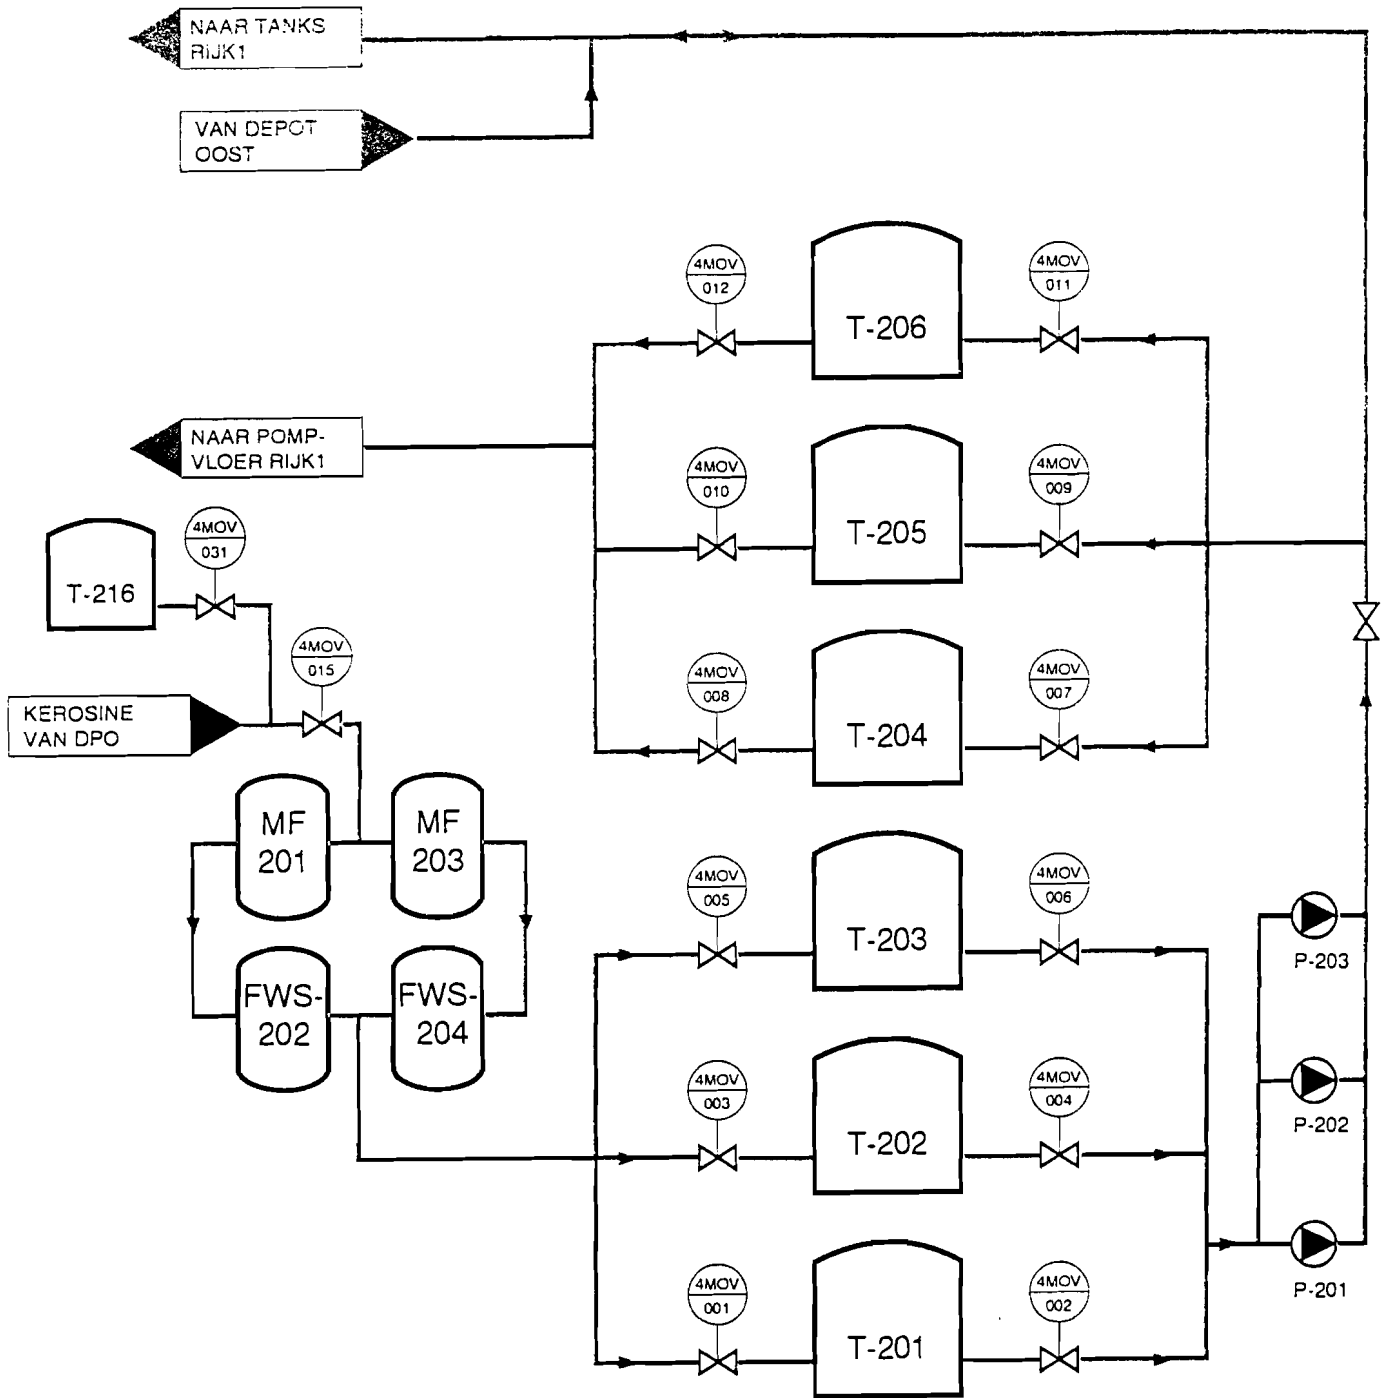 NAAR TANKS
RIJK1
VAN DEPOT
OOST
4MOV
012
4MOV
011
T-206
NAAR POMP-
VLOER RIJK1
4MOV
010
4MOV
009
T-205
4MOV
031
T-216
4MOV
015
4MOV
008
4MOV
007
T-204
KEROSINE
VAN DPO
MF
201
MF
203
4MOV
005
4MOV
006
T-203
P-203
FWS-
202
FWS-
204
4MOV
003
4MOV
004
T-202
P-202
4MOV
001
4MOV
002
T-201
P-201